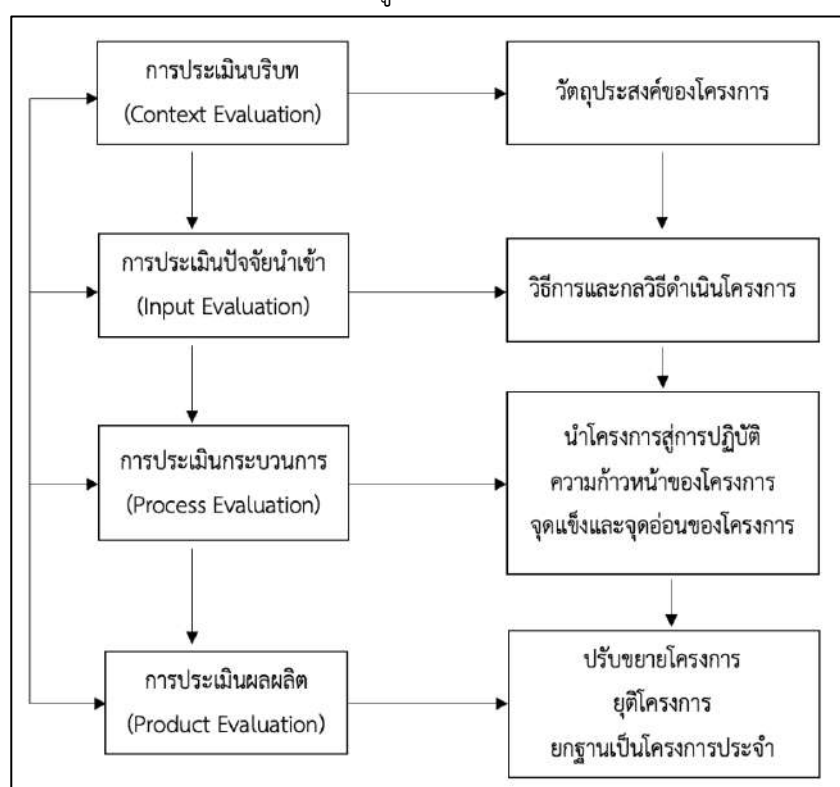 การประเมินบริบท
(Context Evaluation)
วัตถุประสงค์ของโครงการ
การประเมินปัจจัยนำเข้า
(Input Evaluation)
วิธีการและกลวิธีดำเนินโครงการ
การประเมินกระบวนการ
(Process Evaluation)
นำโครงการสู่การปฏิบัติ
ความก้าวหน้าของโครงการ
จุดแข็งและจุดอ่อนของโครงการ
การประเมินผลผลิต
(Product Evaluation)
ปรับขยายโครงการ
ยุติโครงการ
ยกฐานเป็นโครงการประจำ